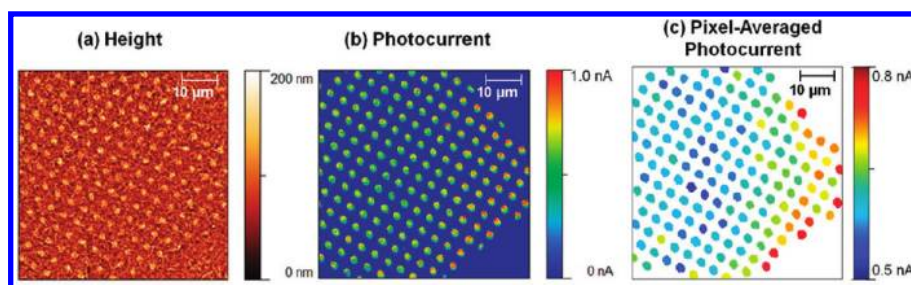 (a) Height
(b) Photocurrent
(c) Pixel-Averaged
Photocurrent
10 μm
200 nm
0 nm
10 μm
1.0 nA
0 nA
10 μm
0.8 nA
0.5 nA